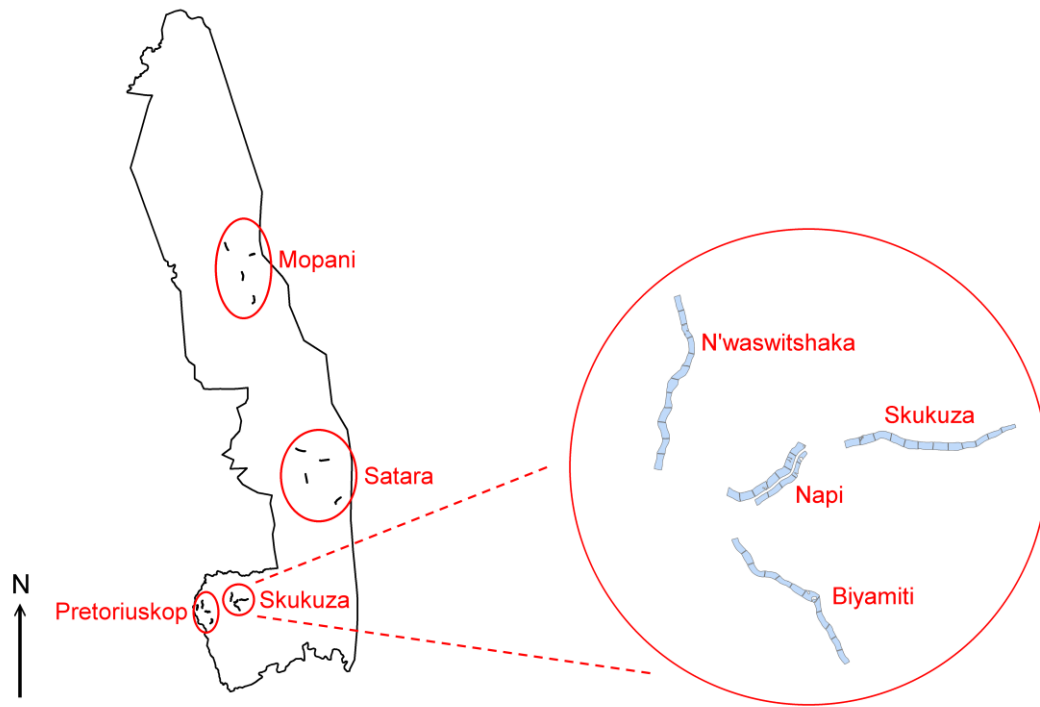 Mopani
N'waswitshaka
Skukuza
Satara
Napi
N
Pretoriuskop
Skukuza
Biyamiti